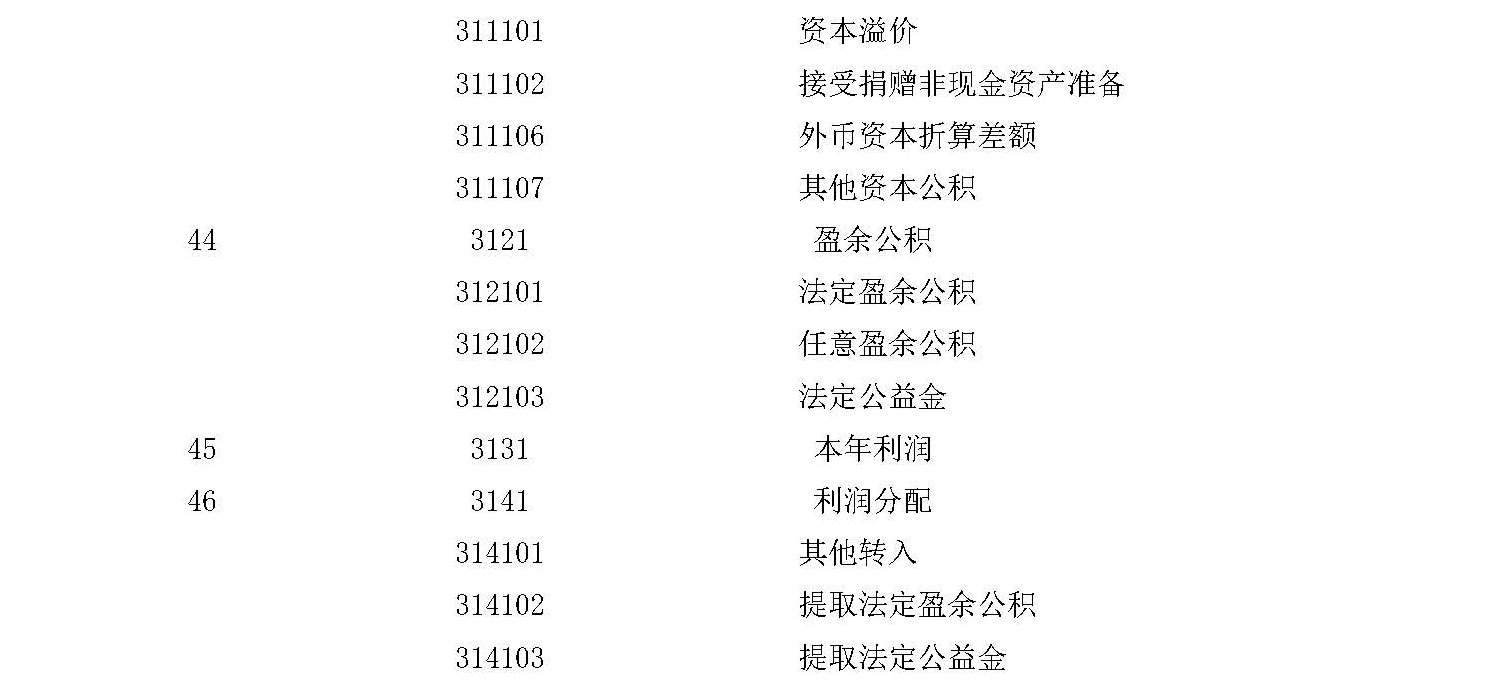 311101 资本溢价
311102 接受捐赠非现金资产准备
311106 外币资本折算差额
311107 其他资本公积
44 3121 盈余公积
312101 法定盈余公积
312102 任意盈余公积
312103 法定公益金
45 3131 本年利润
46 3141 利润分配
314101 其他转入
314102 提取法定盈余公积
314103 提取法定公益金